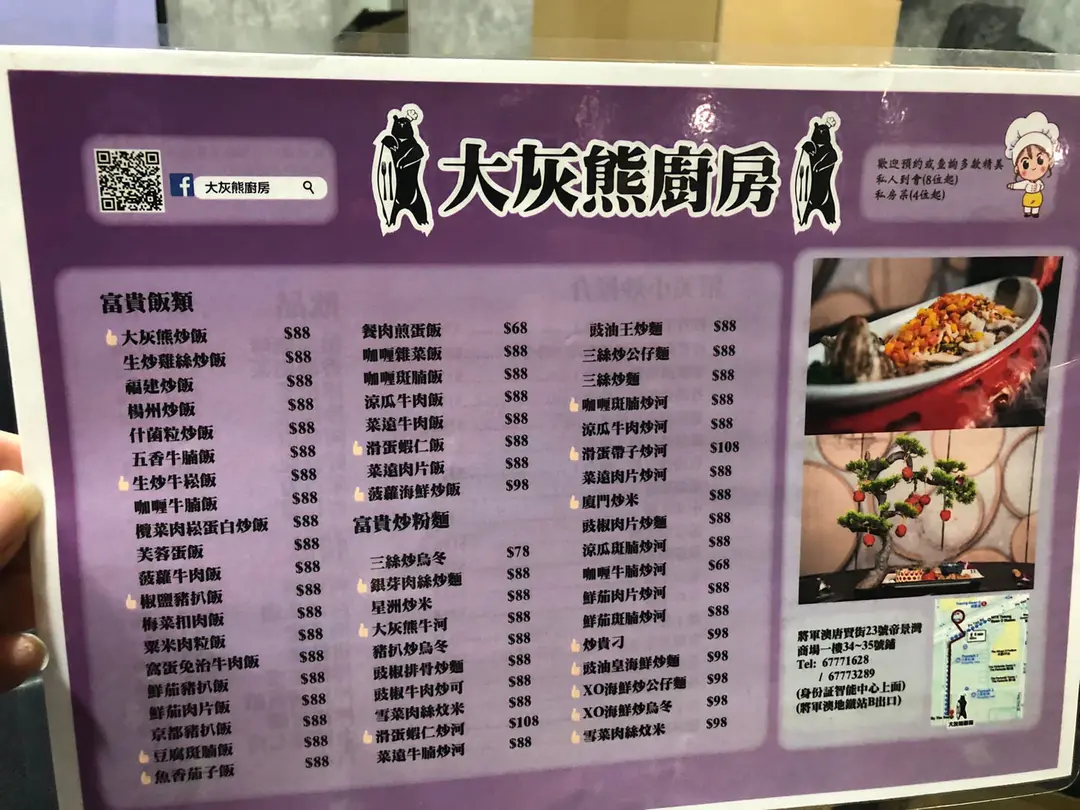 大灰熊廚房
大灰熊廚房
歡迎預約或查詢多款精美
私人到會(8位起)
私房菜(4位起)
富貴飯類
大灰熊炒飯 $88
生炒雞絲炒飯 $88
福建炒飯 $88
楊州炒飯 $88
什菌粒炒飯 $88
五香牛腩飯 $88
生炒牛崧飯 $88
咖喱牛腩飯 $88
欖菜肉崧蛋白炒飯 $88
芙蓉蛋飯 $88
菠蘿牛肉飯 $88
椒鹽豬扒飯 $88
梅菜扣肉飯 $88
粟米肉粒飯 $88
窩蛋免治牛肉飯 $88
鮮茄豬扒飯 $88
鮮茄肉片飯 $88
京都豬扒飯 $88
豆腐斑腩飯 $88
魚香茄子飯 $88
餐肉煎蛋飯 $68
咖喱雜菜飯 $88
咖喱斑腩飯 $88
涼瓜牛肉飯 $88
菜遠牛肉飯 $88
滑蛋蝦仁飯 $88
菜遠肉片飯 $88
菠蘿海鮮炒飯 $98
富貴炒粉麵
三絲炒烏冬 $78
銀芽肉絲炒麵 $88
星洲炒米 $88
大灰熊牛河 $88
豬扒炒烏冬 $88
豉椒排骨炒麵 $88
豉椒牛肉炒可 $88
雪菜肉絲炆米 $88
滑蛋蝦仁炒河 $108
菜遠牛腩炒河 $88
豉油王炒麵 $88
三絲炒公仔麵 $88
三絲炒麵 $88
咖喱斑腩炒河 $88
涼瓜牛肉炒河 $88
滑蛋帶子炒河 $108
菜遠肉片炒河 $88
廈門炒米 $88
豉椒肉片炒麵 $88
涼瓜斑腩炒河 $88
咖喱牛腩炒河 $68
鮮茄肉片炒河 $88
鮮茄斑腩炒河 $88
炒貴刁 $98
豉油皇海鮮炒麵 $98
XO海鮮炒公仔麵 $98
XO海鮮炒烏冬 $98
雪菜肉絲炆米 $98
將軍澳唐賢街23號帝景灣
商場一樓34~35號鋪
Tel: 67771628
/ 67773289
(身份証智能中心上面)
(將軍澳地鐵站B出口)
大灰熊廚房